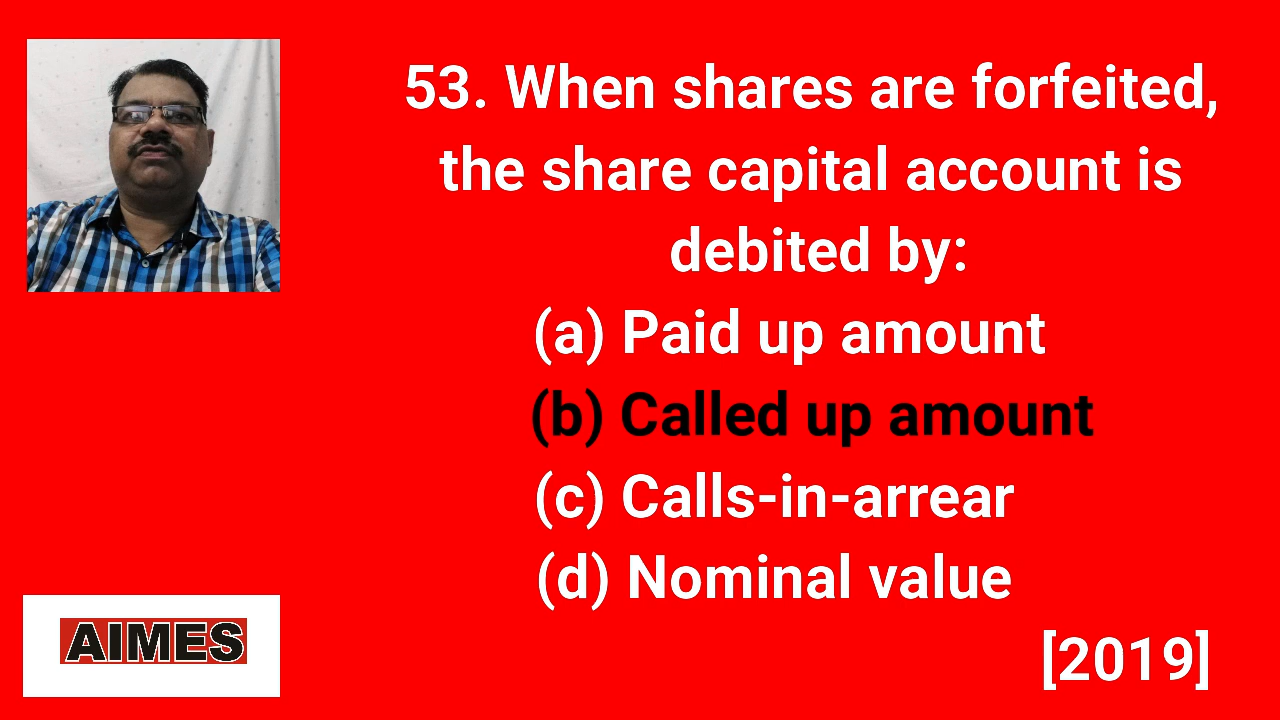 53. When shares are forfeited,
the share capital account is
debited by:
(a) Paid up amount
(b) Called up amount
(c) Calls-in-arrear
(d) Nominal value
[2019]
AIMES